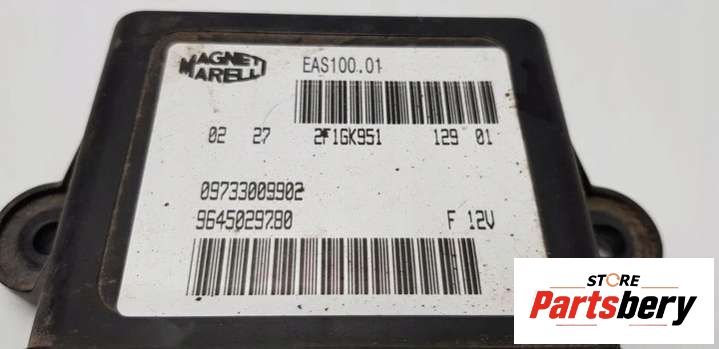 MAGNETI
MARELLI
EAS100.01
02 27 2F1GK951 129 01
09733009902
9645029780
F 12V
STORE
Partsbery